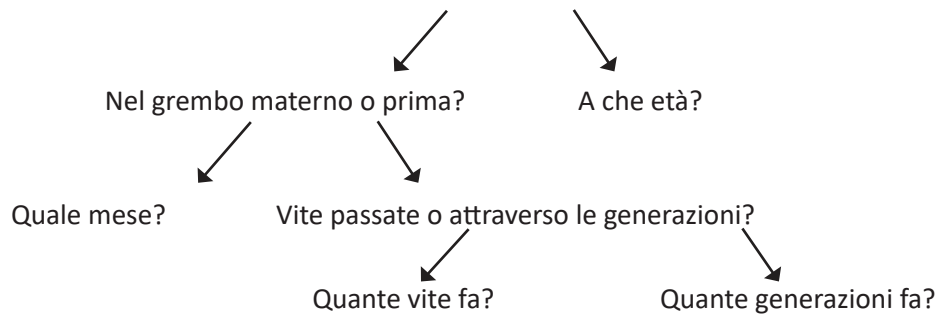 Nel grembo materno o prima? A che età?
Quale mese? Vite passate o attraverso le generazioni?
Quante vite fa? Quante generazioni fa?